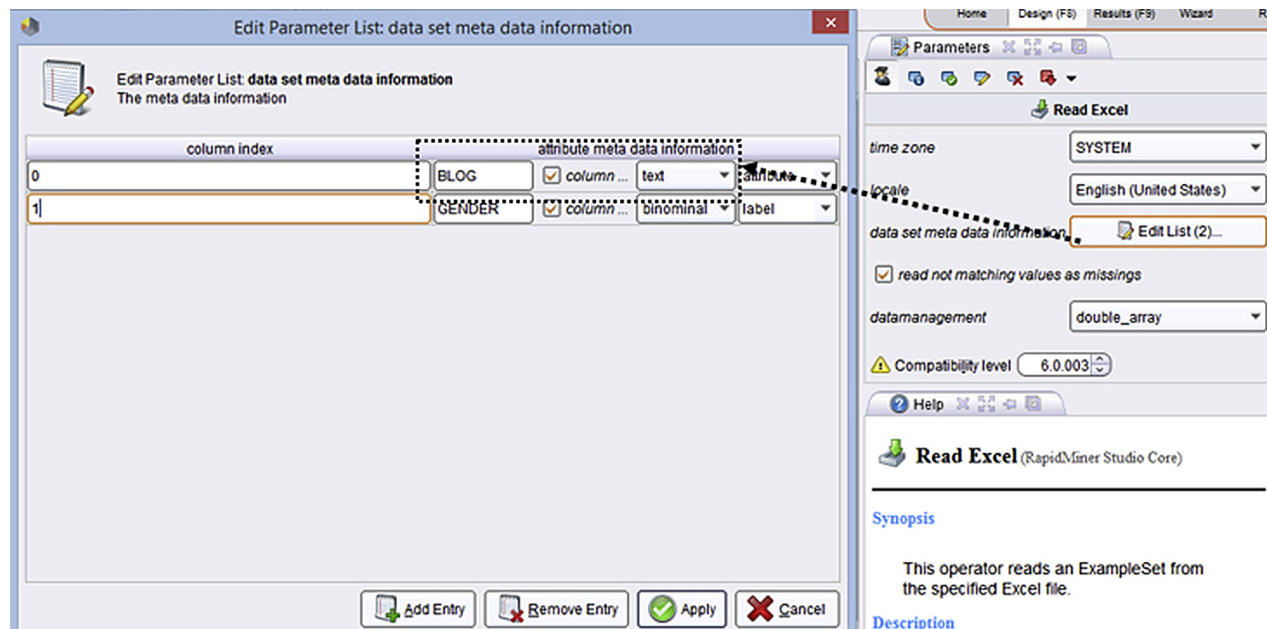 Edit Parameter List: data set meta data information
Edit Parameter List: data set meta data information
The meta data information
column index attribute meta data information
0 BLOG column ... text attribute
1 GENDER column ... binominal label
Add Entry Remove Entry Apply Cancel
Home Design (F8) Results (F9) Wizard R
Parameters
Read Excel
time zone SYSTEM
locale English (United States)
data set meta data information Edit List (2)...
read not matching values as missings
datamanagement double_array
Compatibility level 6.0.003
Help
Read Excel (RapidMiner Studio Core)
Synopsis
This operator reads an ExampleSet from
the specified Excel file.
Description